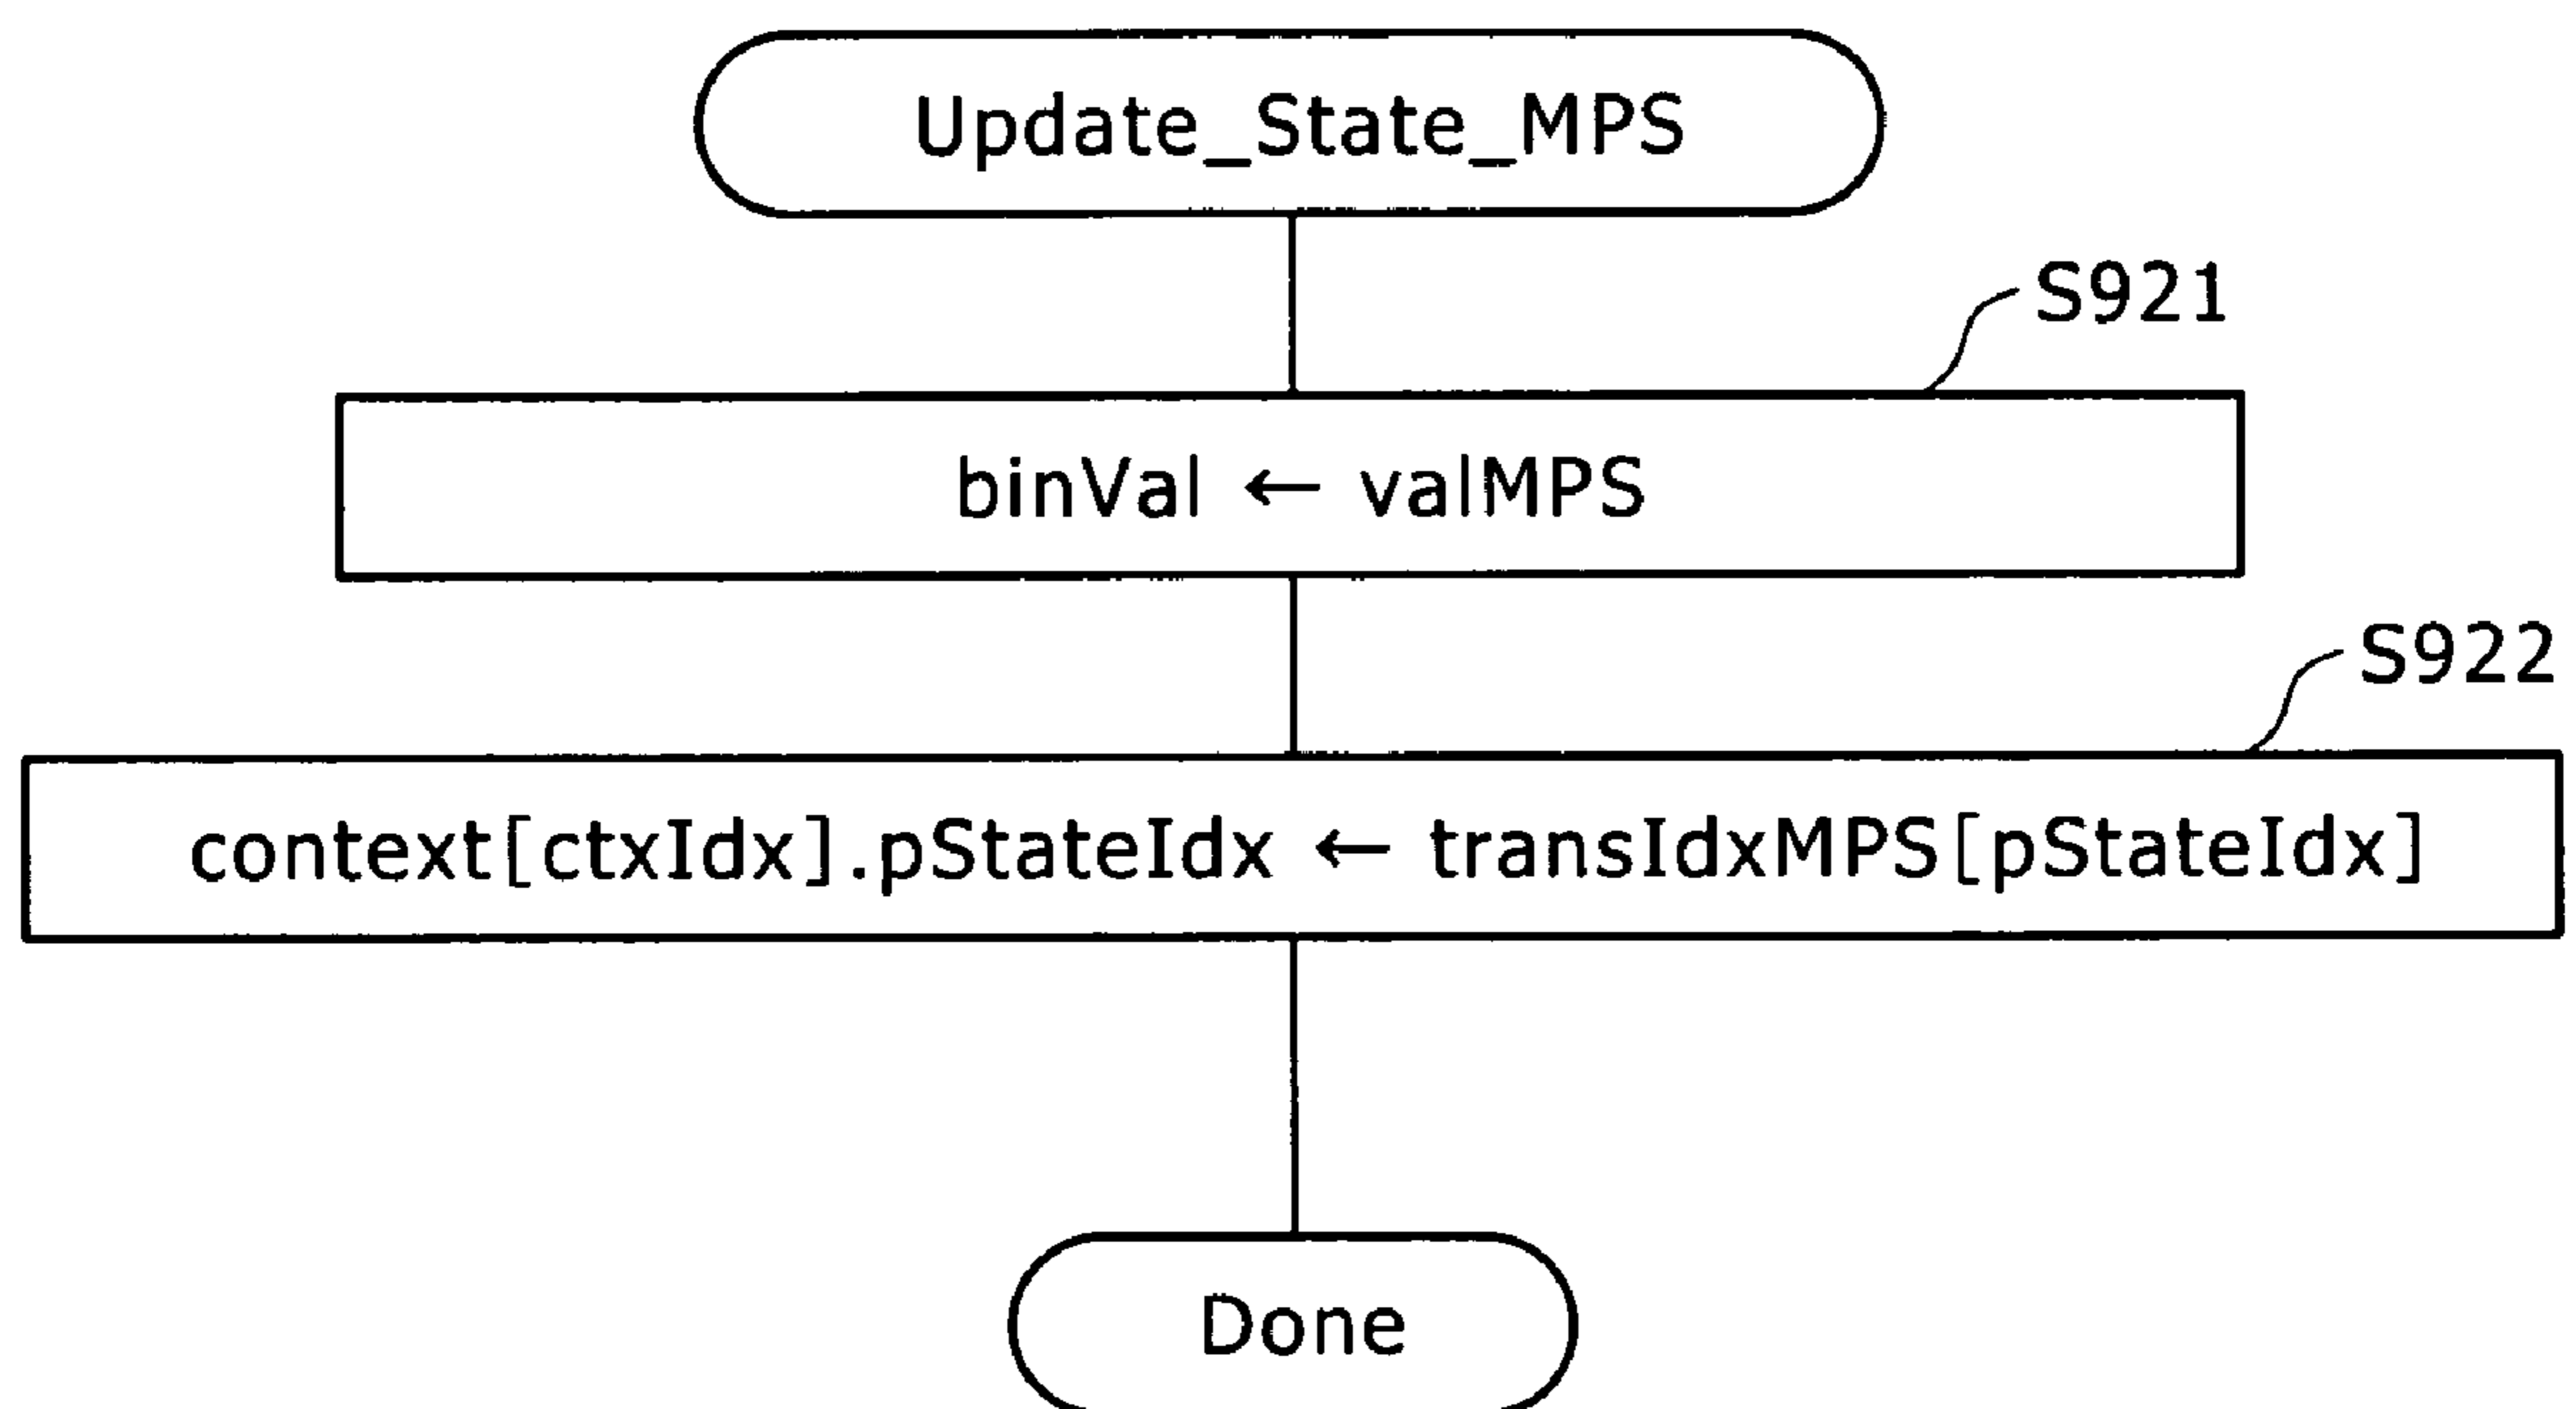 Update_State_MPS
S921
binVal ← valMPS
S922
context[ctxIdx].pStateIdx ← transIdxMPS[pStateIdx]
Done